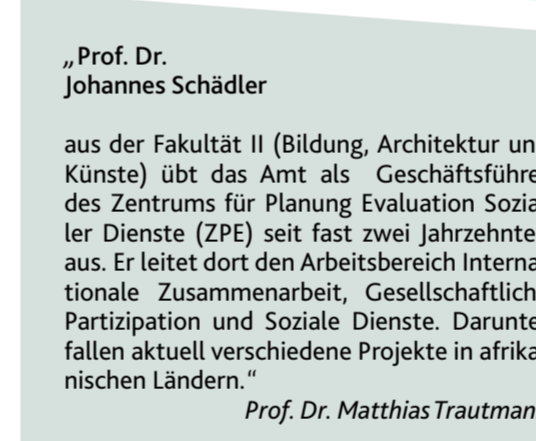 „Prof. Dr.
Johannes Schädler
aus der Fakultät II (Bildung, Architektur un
Künste) übt das Amt als Geschäftsführe
des Zentrums für Planung Evaluation Sozia
ler Dienste (ZPE) seit fast zwei Jahrzehnte
aus. Er leitet dort den Arbeitsbereich Interna
tionale Zusammenarbeit, Gesellschaftlich
Partizipation und Soziale Dienste. Darunte
fallen aktuell verschiedene Projekte in afrika
nischen Ländern.“
Prof. Dr. Matthias Trautman